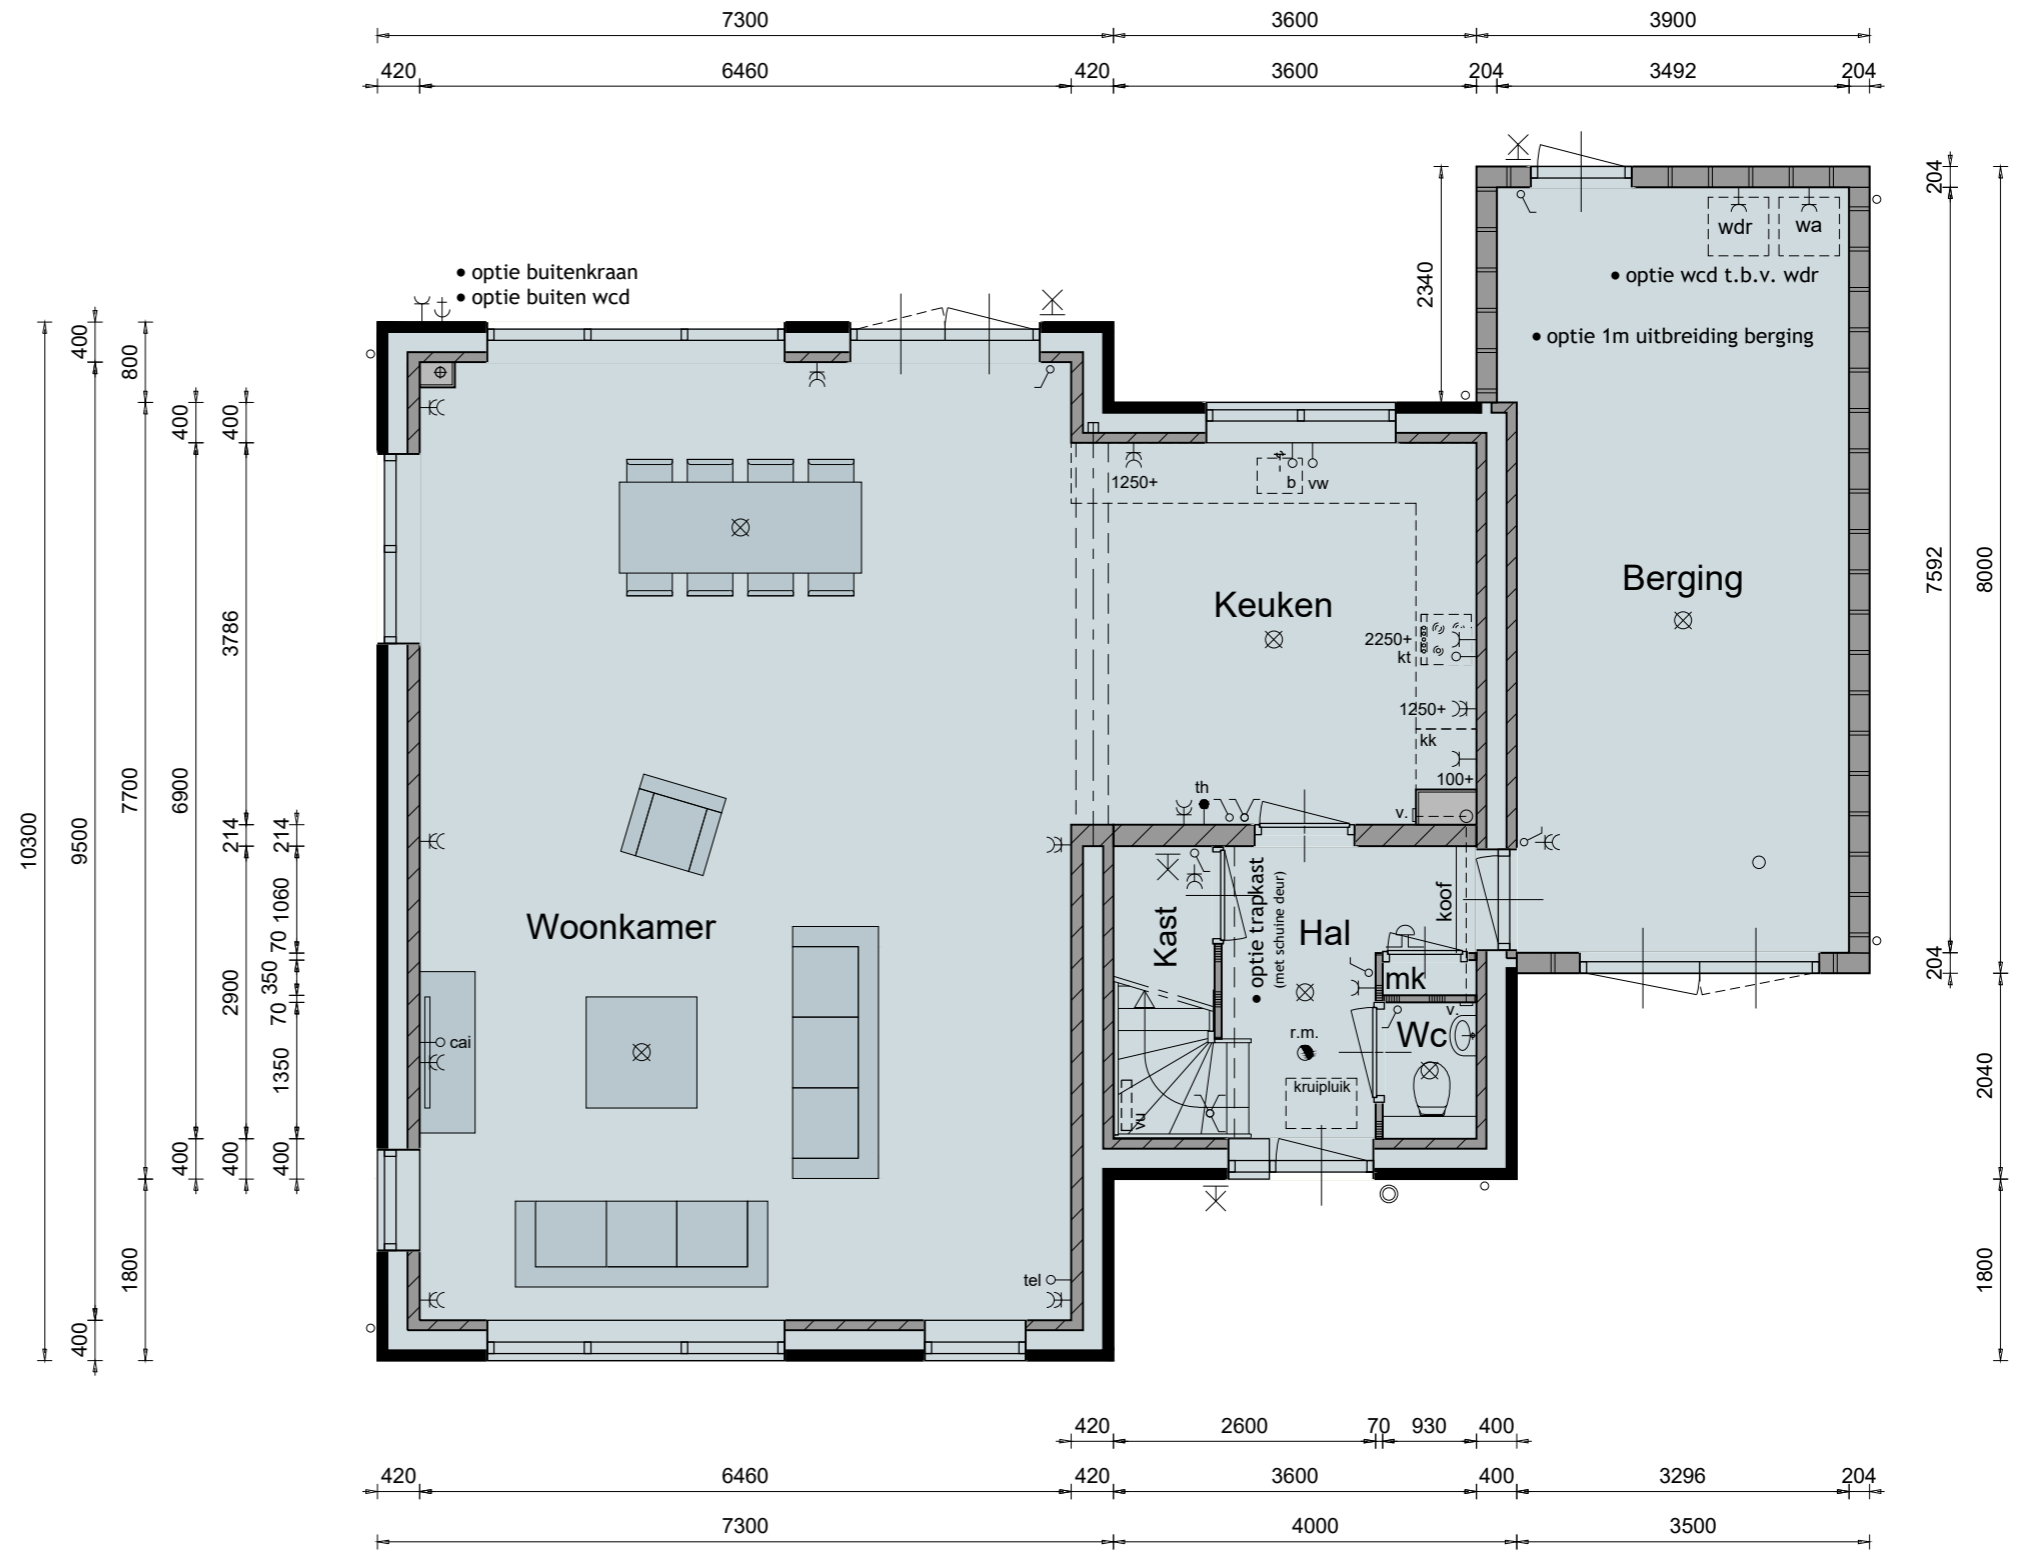 7300 3600 3900
420 6460 420 3600 204 3492 204
• optie buitenkraan
• optie buiten wcd
wdr wa
• optie wcd t.b.v. wdr
• optie 1m uitbreiding berging
2340
204
7592
204
8000
2040
1800
10300
400
9500
400
800
7700
1800
400
6900
400
400
3786
214
2900
400
214
1060
70
350
70
1350
400
1250+
b vw
Keuken
Berging
2250+
kt
1250+
kk
100+
th
v.
Woonkamer
Kast
• optie trapkast
(met schuine deur)
Hal
koof
mk
v.
Wc
r.m.
kruipluik
vu
cai
tel
420 2600 70 930 400
420 6460 420 3600 400 3296 204
7300 4000 3500